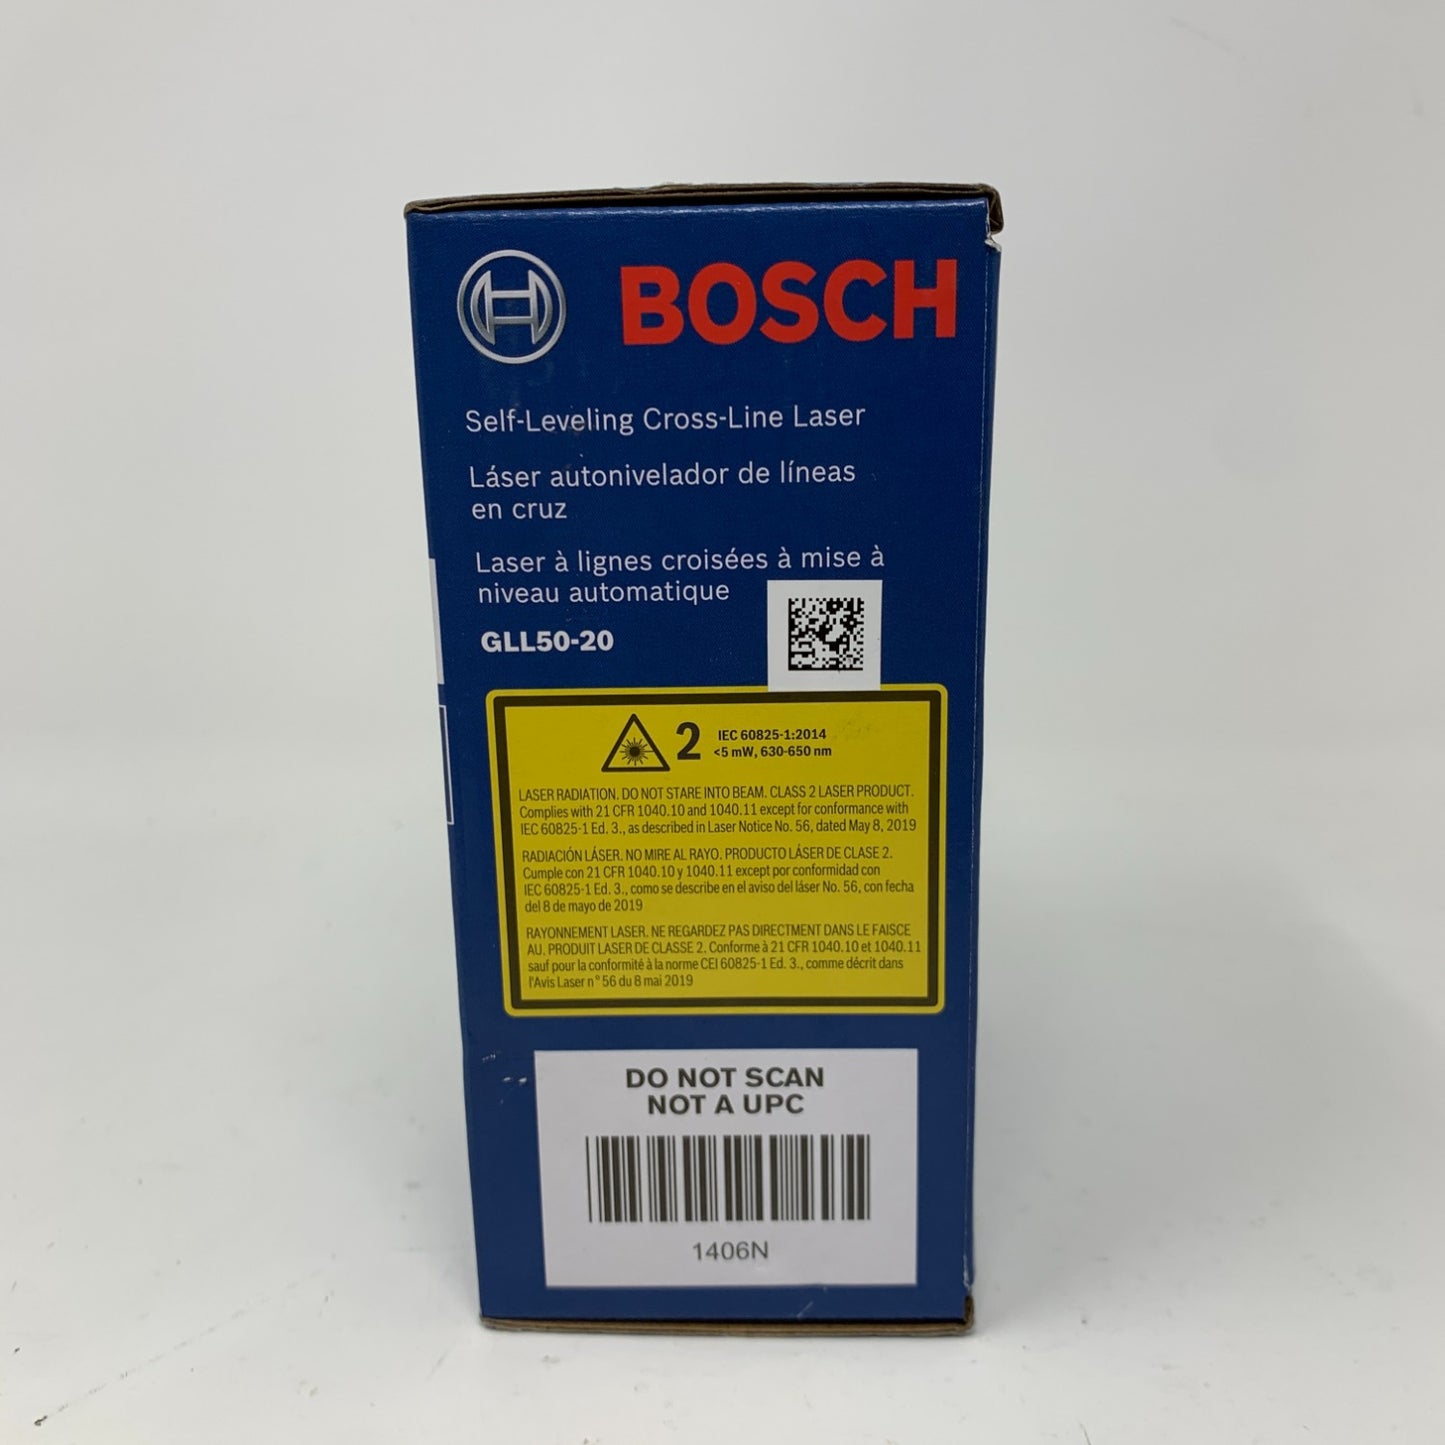 BOSCH
Self-Leveling Cross-Line Laser
Láser autonivelador de líneas
en cruz
Laser à lignes croisées à mise à
niveau automatique
GLL50-20
2 IEC 60825-1:2014
<5 mW, 630-650 nm
LASER RADIATION. DO NOT STARE INTO BEAM. CLASS 2 LASER PRODUCT.
Complies with 21 CFR 1040.10 and 1040.11 except for conformance with
IEC 60825-1 Ed. 3., as described in Laser Notice No. 56, dated May 8, 2019
RADIACIÓN LÁSER. NO MIRE AL RAYO. PRODUCTO LÁSER DE CLASE 2.
Cumple con 21 CFR 1040.10 y 1040.11 except por conformidad con
IEC 60825-1 Ed. 3., como se describe en el aviso del láser No. 56, con fecha
del 8 de mayo de 2019
RAYONNEMENT LASER. NE REGARDEZ PAS DIRECTMENT DANS LE FAISCE
AU. PRODUIT LASER DE CLASSE 2. Conforme à 21 CFR 1040.10 et 1040.11
sauf pour la conformité à la norme CEI 60825-1 Ed. 3., comme décrit dans
l'Avis Laser n° 56 du 8 mai 2019
DO NOT SCAN
NOT A UPC
1406N